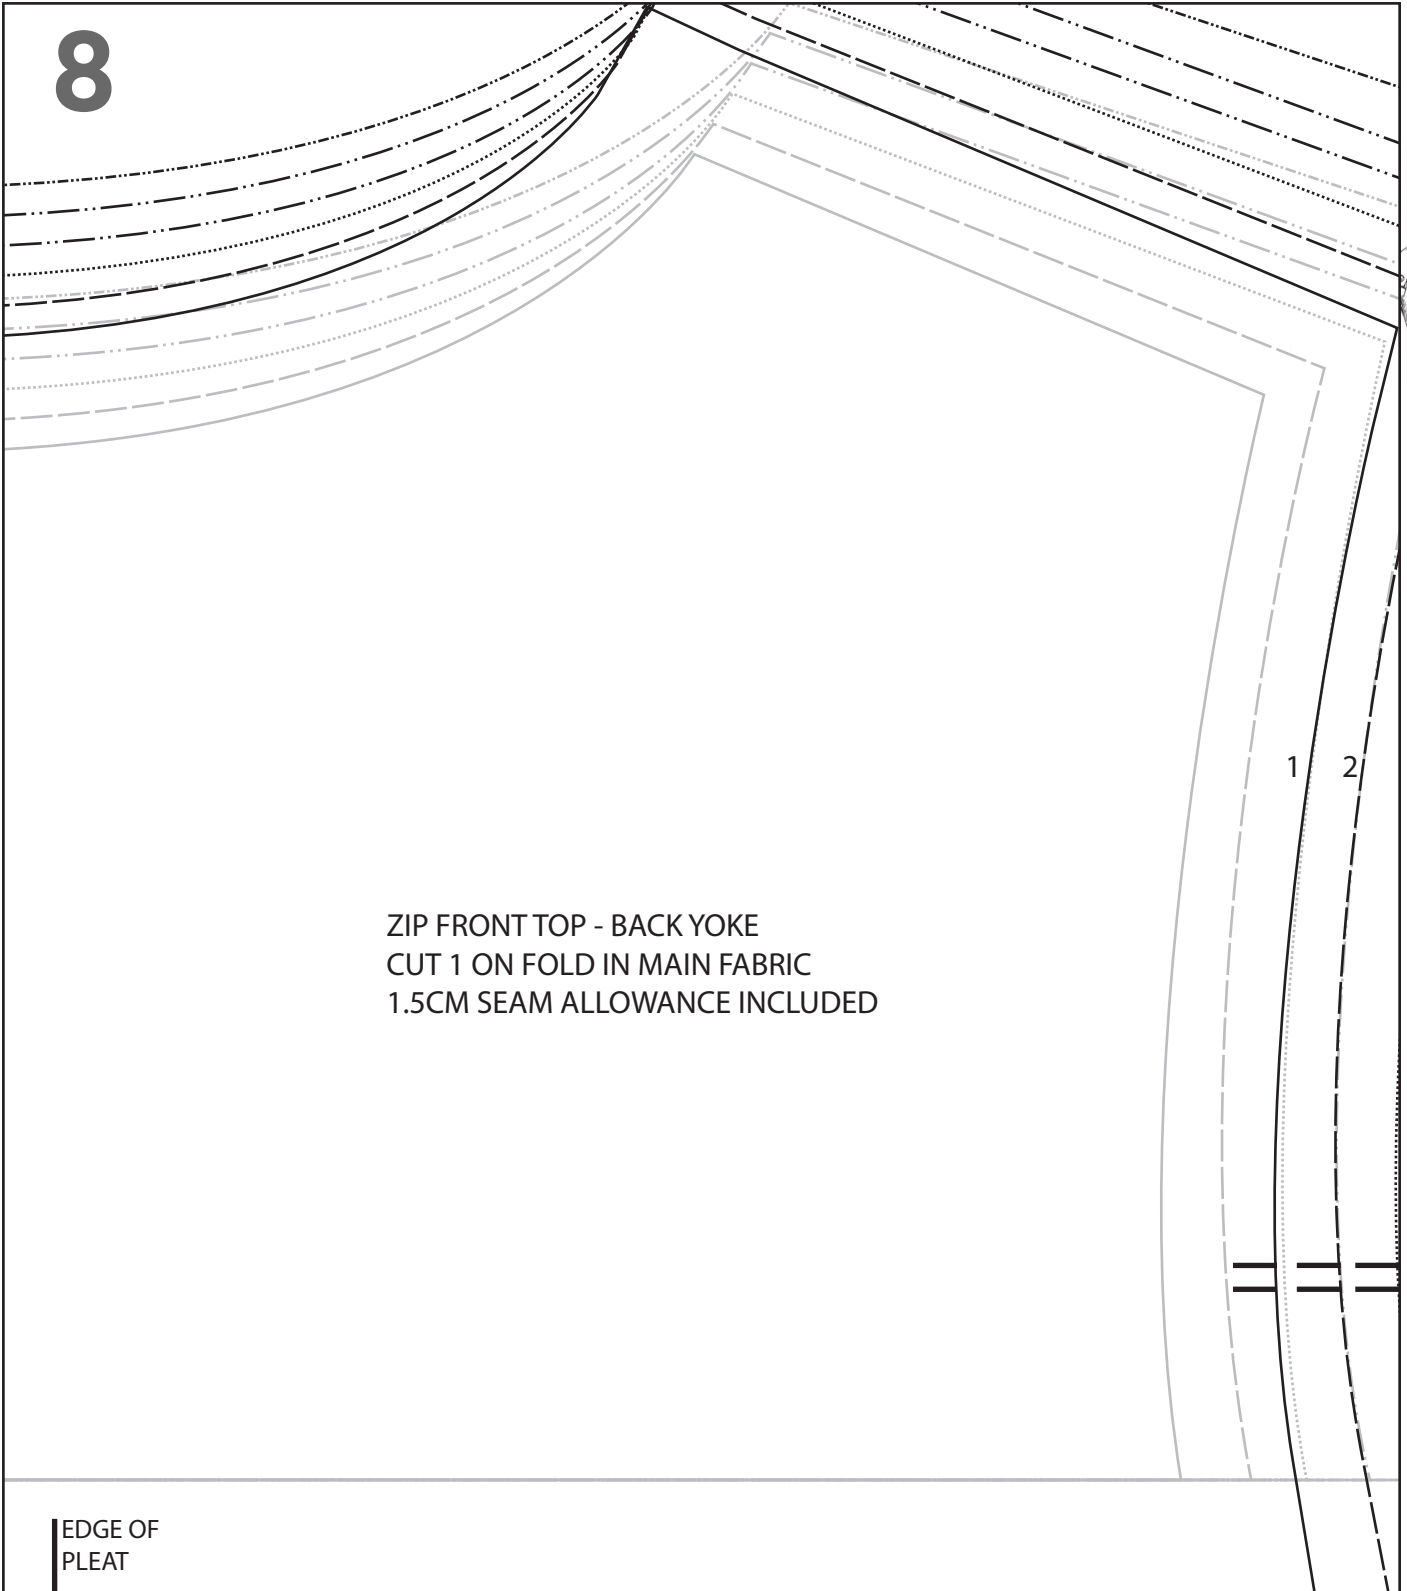 8
1 2
ZIP FRONT TOP - BACK YOKE
CUT 1 ON FOLD IN MAIN FABRIC
1.5CM SEAM ALLOWANCE INCLUDED
EDGE OF
PLEAT